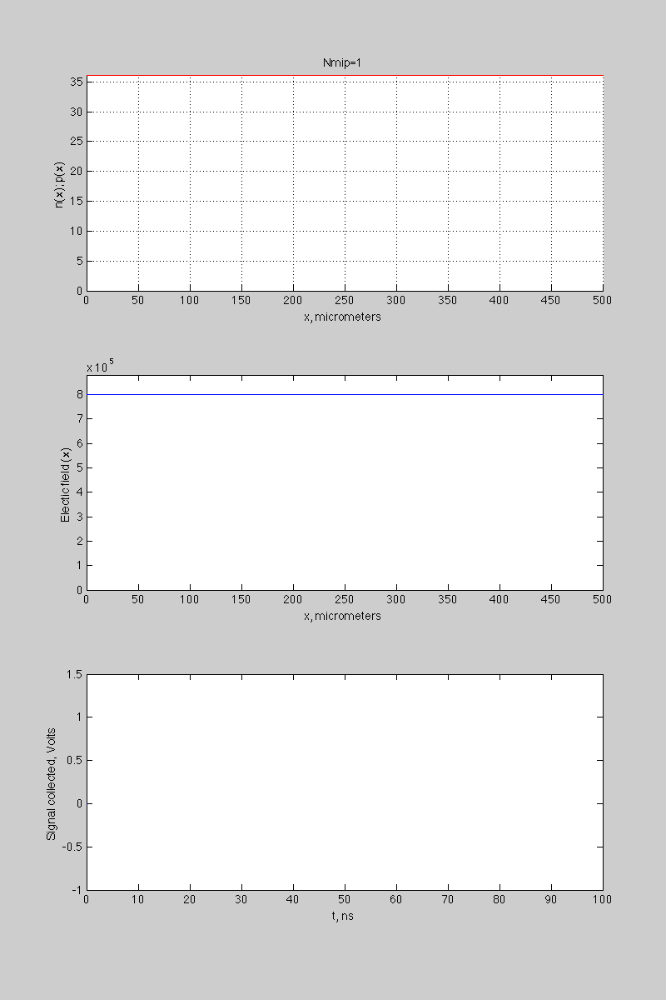 Nmip=1
35
30
25
20
15
10
5
0
n(x); p(x)
0 50 100 150 200 250 300 350 400 450 500
x, micrometers
x 10^5
8
7
6
5
4
3
2
1
0
Electic field (x)
0 50 100 150 200 250 300 350 400 450 500
x, micrometers
1.5
1
0.5
0
-0.5
-1
Signal collected, Volts
0 10 20 30 40 50 60 70 80 90 100
t, ns